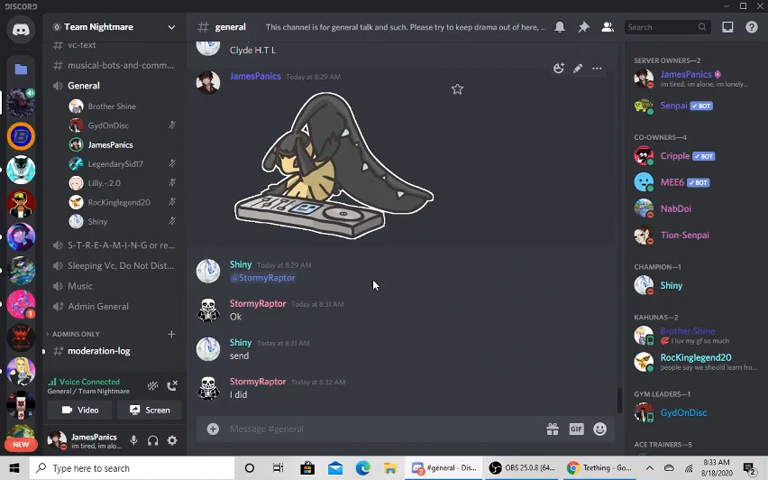 DISCORD
Team Nightmare
# general
This channel is for general talk and such. Please try to keep drama out of here, ...
Search
vc-text
musical-bots-and-comm...
General
Brother Shine
GydOnDisc
JamesPanics
LegendarySid17
Lilly.-.2.0
RocKinglegend20
Shiny
S-T-R-E-A-M-I-N-G or re...
Sleeping Vc, Do Not Dist...
Music
Admin General
ADMINS ONLY
moderation-log
Voice Connected
General / Team Nightmare
Video
Screen
JamesPanics
im tired, im alo...
NEW
1
Clyde H.T L
JamesPanics Today at 8:29 AM
Shiny Today at 8:29 AM
@StormyRaptor
StormyRaptor Today at 8:31 AM
Ok
Shiny Today at 8:31 AM
send
StormyRaptor Today at 8:32 AM
I did
Message #general
GIF
SERVER OWNERS—2
JamesPanics
im tired, im alone, im lonely...
Senpai BOT
CO-OWNERS—4
Cripple BOT
MEE6 BOT
NabDoi
Tion-Senpai
CHAMPION—1
Shiny
KAHUNAS—2
Brother Shine
I luv my gf so much
RocKinglegend20
people say we should learn fro...
GYM LEADERS—1
GydOnDisc
ACE TRAINERS—5
Type here to search
#general - Dis...
OBS 25.0.8 (64...
Teething - Go...
8:33 AM
8/18/2020